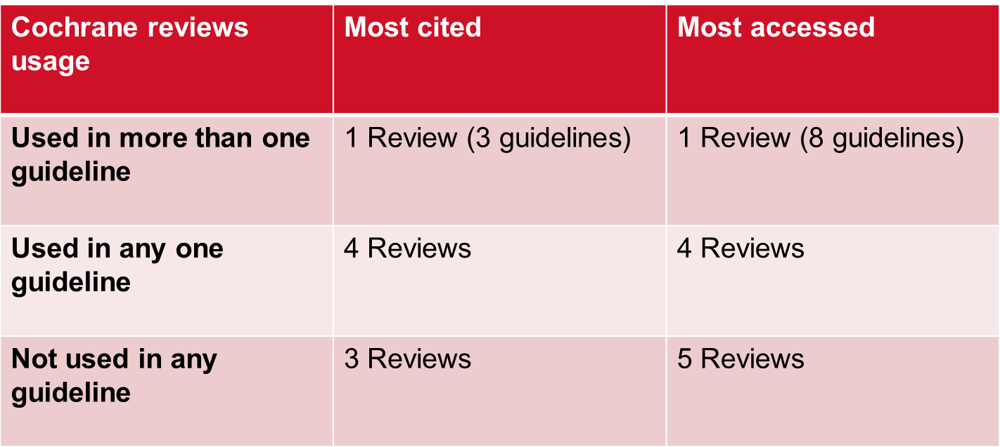 Cochrane reviews
usage
Most cited
Most accessed
Used in more than one
guideline
1 Review (3 guidelines)
1 Review (8 guidelines)
Used in any one
guideline
4 Reviews
4 Reviews
Not used in any
guideline
3 Reviews
5 Reviews